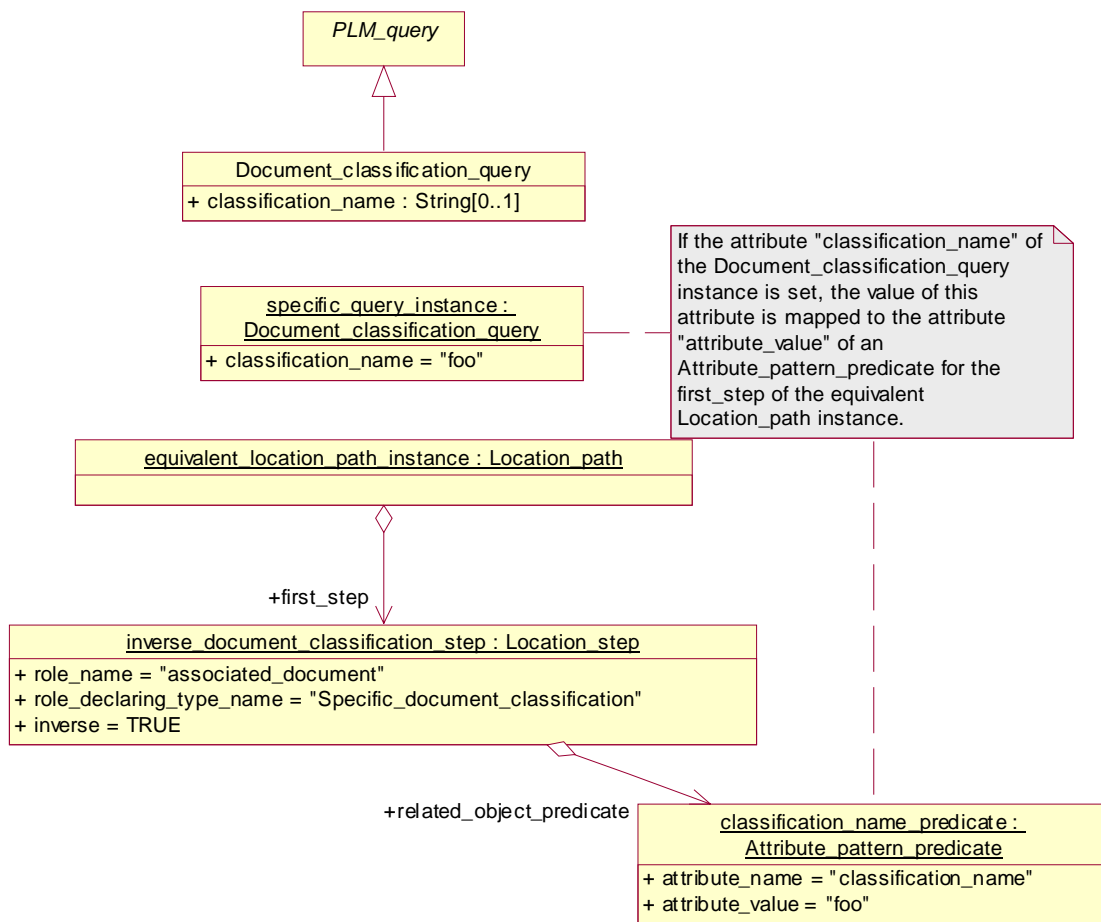 PLM_query
Document_classification_query
+ classification_name : String[0..1]
If the attribute "classification_name" of
the Document_classification_query
instance is set, the value of this
attribute is mapped to the attribute
"attribute_value" of an
Attribute_pattern_predicate for the
first_step of the equivalent
Location_path instance.
specific_query_instance :
Document_classification_query
+ classification_name = "foo"
equivalent_location_path_instance : Location_path
+first_step
inverse_document_classification_step : Location_step
+ role_name = "associated_document"
+ role_declaring_type_name = "Specific_document_classification"
+ inverse = TRUE
+related_object_predicate
classification_name_predicate :
Attribute_pattern_predicate
+ attribute_name = "classification_name"
+ attribute_value = "foo"